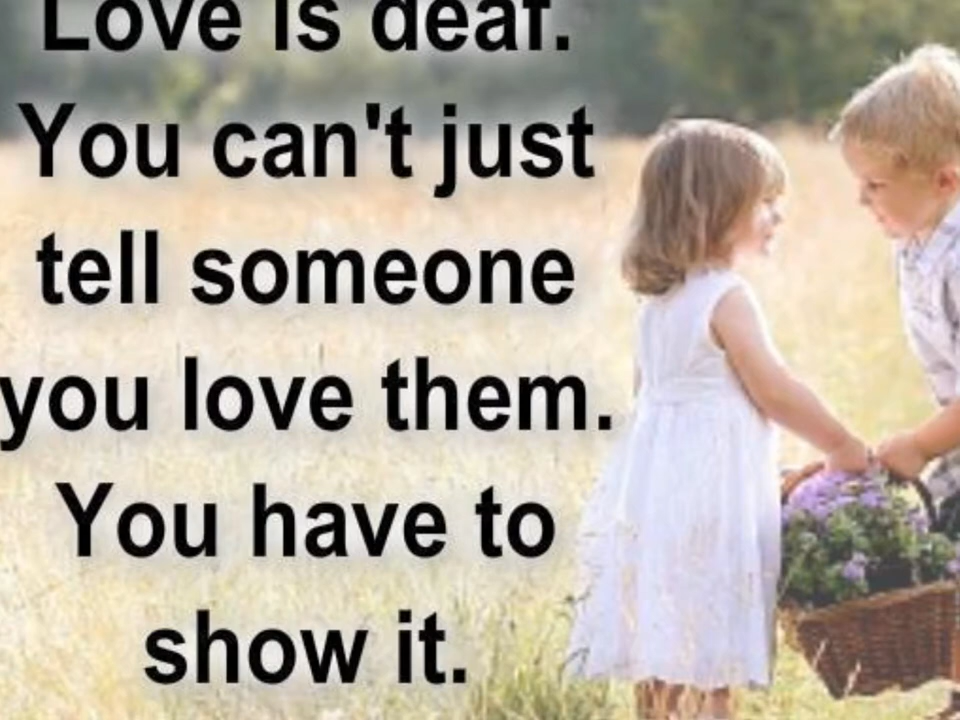 Love is deaf.
You can't just
tell someone
you love them.
You have to
show it.